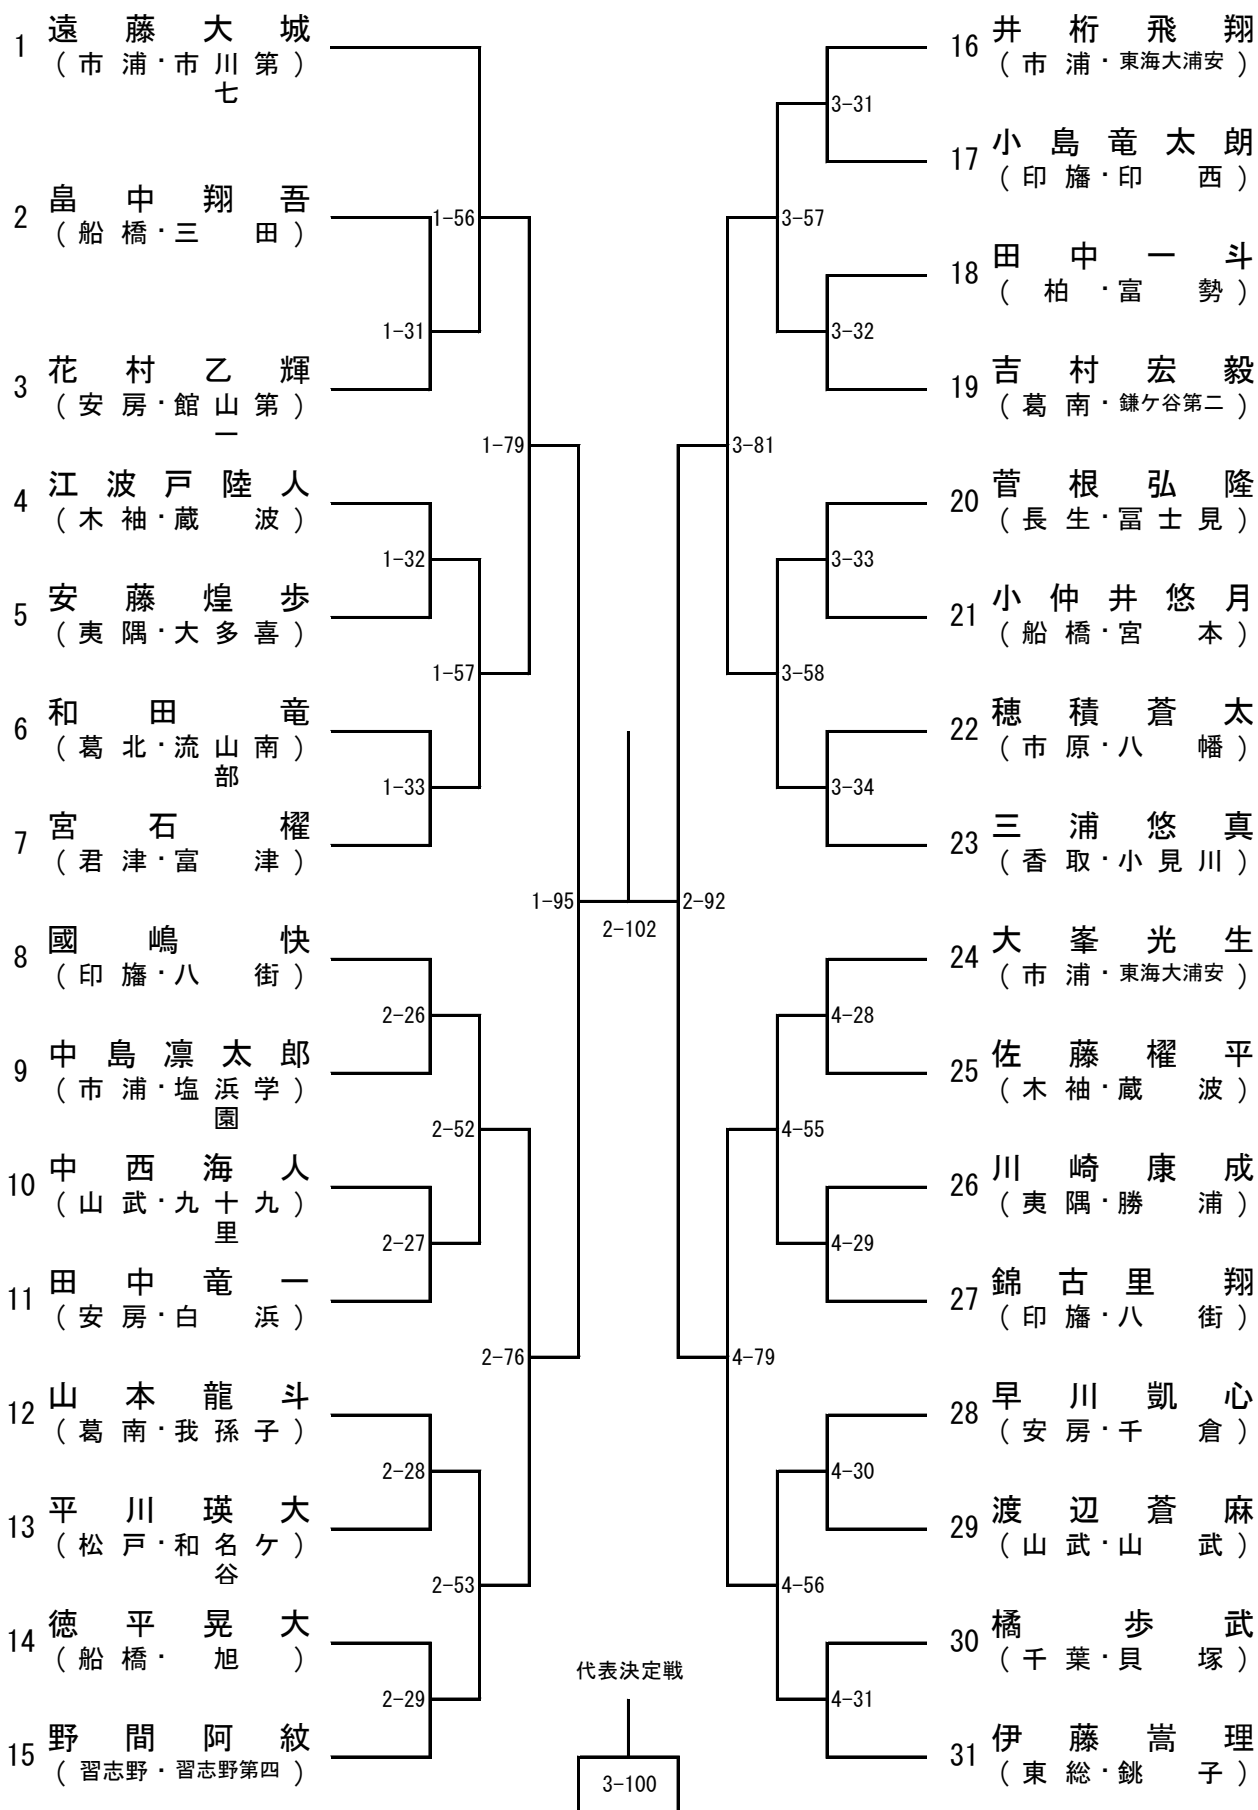 1 遠藤大城
(市浦・市川第七)
2 畠中翔吾
(船橋・三田)
3 花村乙輝
(安房・館山第一)
4 江波戸陸人
(木袖・蔵波)
5 安藤煌歩
(夷隅・大多喜)
6 和田竜
(葛北・流山南部)
7 宮石櫂
(君津・富津)
8 國嶋快
(印旛・八街)
9 中島凛太郎
(市浦・塩浜学園)
10 中西海人
(山武・九十九里)
11 田中竜一
(安房・白浜)
12 山本龍斗
(葛南・我孫子)
13 平川瑛大
(松戸・和名ケ谷)
14 徳平晃大
(船橋・旭)
15 野間阿紋
(習志野・習志野第四)
1-56
1-31
1-79
1-32
1-57
1-33
1-95
2-26
2-52
2-27
2-76
2-28
2-53
2-29
2-102
代表決定戦
3-100
3-31
3-57
3-32
3-81
3-33
3-58
3-34
2-92
4-28
4-55
4-29
4-79
4-30
4-56
4-31
16 井桁飛翔
(市浦・東海大浦安)
17 小島竜太朗
(印旛・印西)
18 田中一斗
(柏・富勢)
19 吉村宏毅
(葛南・鎌ケ谷第二)
20 菅根弘隆
(長生・冨士見)
21 小仲井悠月
(船橋・宮本)
22 穂積蒼太
(市原・八幡)
23 三浦悠真
(香取・小見川)
24 大峯光生
(市浦・東海大浦安)
25 佐藤櫂平
(木袖・蔵波)
26 川崎康成
(夷隅・勝浦)
27 錦古里翔
(印旛・八街)
28 早川凱心
(安房・千倉)
29 渡辺蒼麻
(山武・山武)
30 橘歩武
(千葉・貝塚)
31 伊藤嵩理
(東総・銚子)